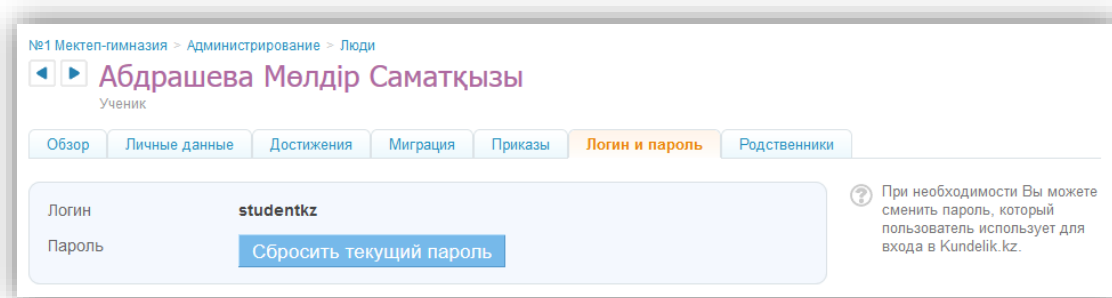 №1 Мектеп-гимназия > Администрирование > Люди
Абдрашева Мөлдір Саматқызы
Ученик
Обзор Личные данные Достижения Миграция Приказы Логин и пароль Родственники
Логин studentkz
Пароль Сбросить текущий пароль
? При необходимости Вы можете
сменить пароль, который
пользователь использует для
входа в Kundelik.kz.